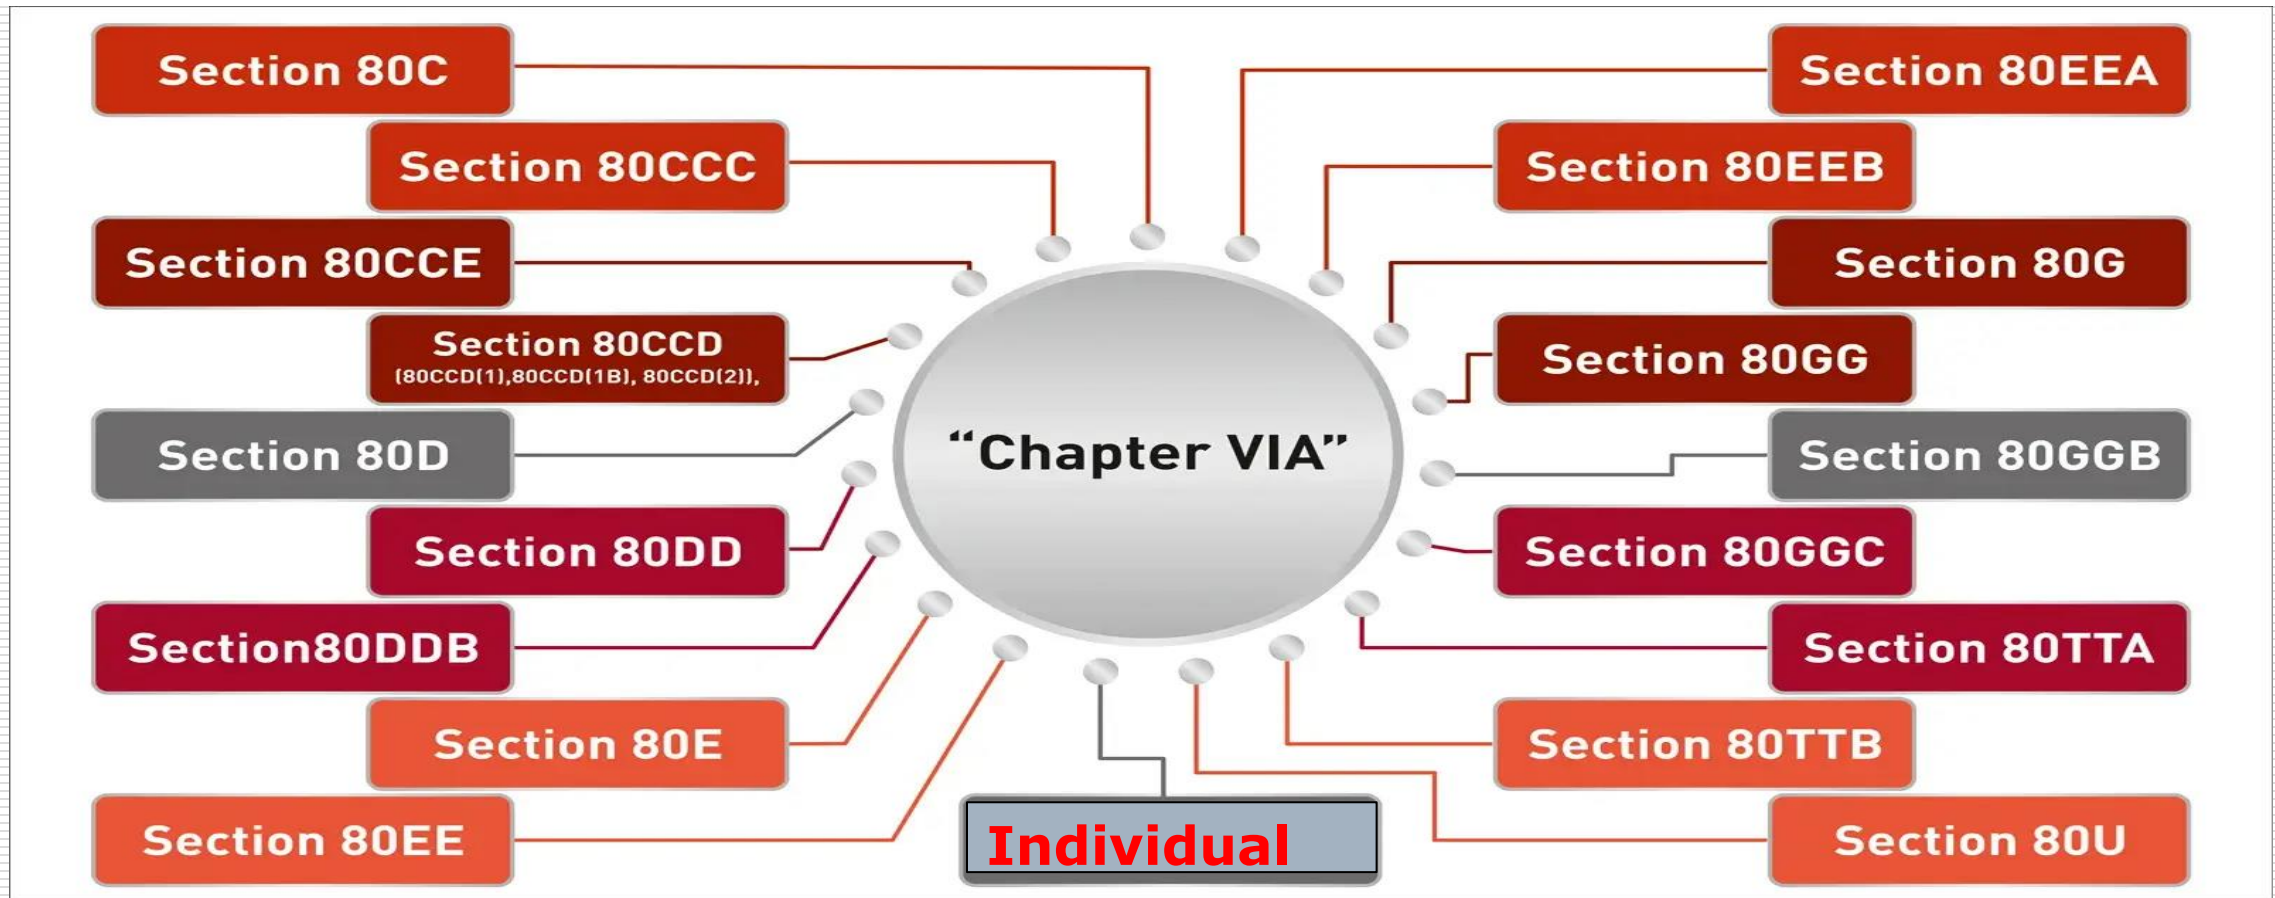 Section 80C
Section 80CCC
Section 80CCE
Section 80CCD
(80CCD(1),80CCD(1B), 80CCD(2)),
Section 80D
Section 80DD
Section80DDB
Section 80E
Section 80EE
“Chapter VIA”
Individual
Section 80EEA
Section 80EEB
Section 80G
Section 80GG
Section 80GGB
Section 80GGC
Section 80TTA
Section 80TTB
Section 80U